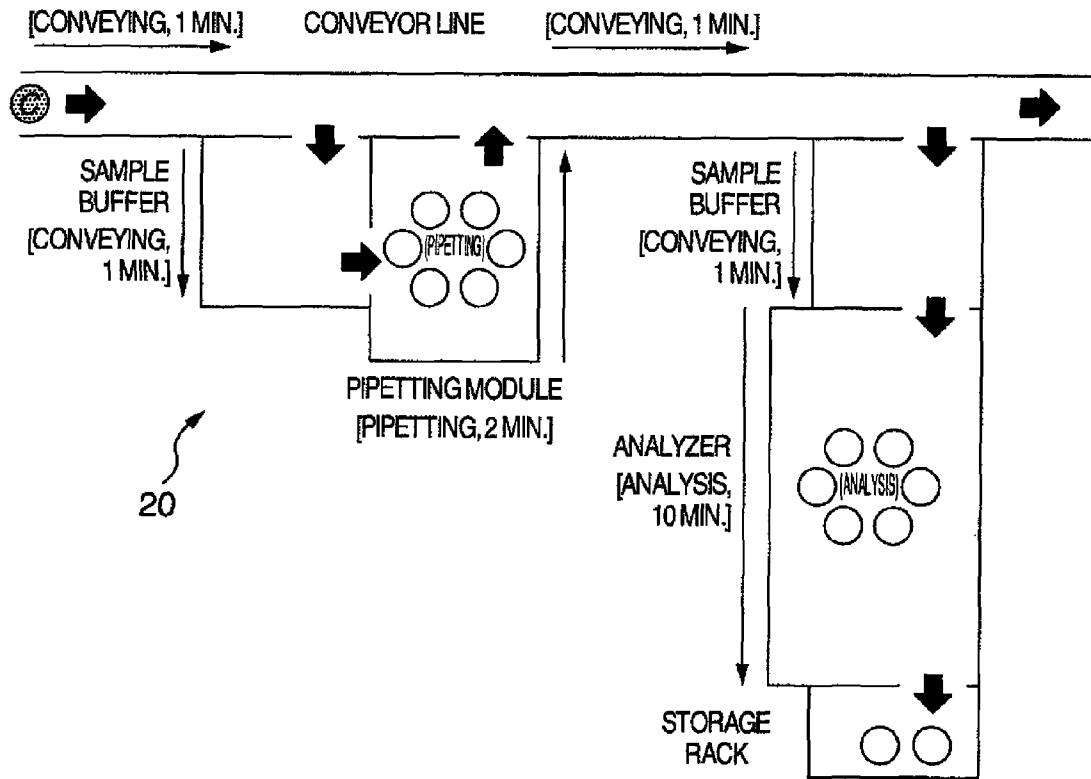 [CONVEYING, 1 MIN.]
CONVEYOR LINE
[CONVEYING, 1 MIN.]
C
SAMPLE
BUFFER
[CONVEYING,
1 MIN.]
(PIPETTING)
SAMPLE
BUFFER
[CONVEYING,
1 MIN.]
PIPETTING MODULE
[PIPETTING, 2 MIN.]
20
ANALYZER
[ANALYSIS,
10 MIN.]
(ANALYSIS)
STORAGE
RACK